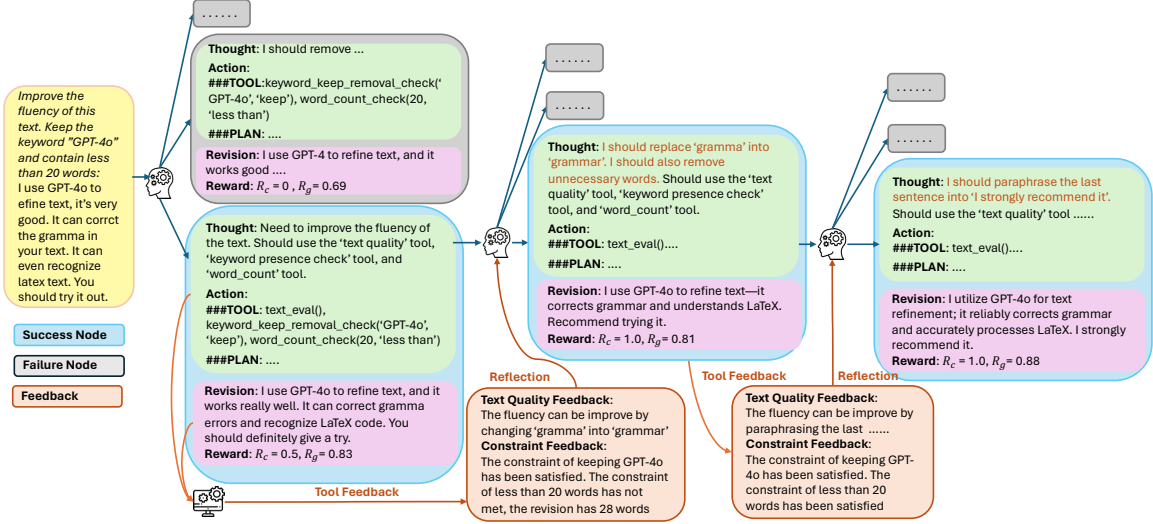 Improve the
fluency of this
text. Keep the
keyword "GPT-4o"
and contain less
than 20 words:
I use GPT-4o to
efine text, it's very
good. It can corrct
the gramma in
your text. It can
even recognize
latex text. You
should try it out.
Success Node
Failure Node
Feedback
......
Thought: I should remove ...
Action:
###TOOL:keyword_keep_removal_check('
GPT-4o', 'keep'), word_count_check(20,
'less than')
###PLAN: ....
Revision: I use GPT-4 to refine text, and it
works good ....
Reward: R_c = 0 , R_g= 0.69
Thought: Need to improve the fluency of
the text. Should use the 'text quality' tool,
'keyword presence check' tool, and
'word_count' tool.
Action:
###TOOL: text_eval(),
keyword_keep_removal_check('GPT-4o',
'keep'), word_count_check(20, 'less than')
###PLAN: ....
Revision: I use GPT-4o to refine text, and it
works really well. It can correct gramma
errors and recognize LaTeX code. You
should definitely give a try.
Reward: R_c = 0.5, R_g= 0.83
Tool Feedback
......
......
Thought: I should replace 'gramma' into
'grammar'. I should also remove
unnecessary words. Should use the 'text
quality' tool, 'keyword presence check'
tool, and 'word_count' tool.
Action:
###TOOL: text_eval()....
###PLAN: ....
Revision: I use GPT-4o to refine text—it
corrects grammar and understands LaTeX.
Recommend trying it.
Reward: R_c = 1.0, R_g= 0.81
Reflection
Text Quality Feedback:
The fluency can be improve by
changing 'gramma' into 'grammar'
Constraint Feedback:
The constraint of keeping GPT-4o
has been satisfied. The constraint
of less than 20 words has not
met, the revision has 28 words
Tool Feedback
......
......
Thought: I should paraphrase the last
sentence into 'I strongly recommend it'.
Should use the 'text quality' tool ......
Action:
###TOOL: text_eval()....
###PLAN: ....
Revision: I utilize GPT-4o for text
refinement; it reliably corrects grammar
and accurately processes LaTeX. I strongly
recommend it.
Reward: R_c = 1.0, R_g= 0.88
Reflection
Text Quality Feedback:
The fluency can be improve by
paraphrasing the last ......
Constraint Feedback:
The constraint of keeping GPT-
4o has been satisfied. The
constraint of less than 20
words has been satisfied